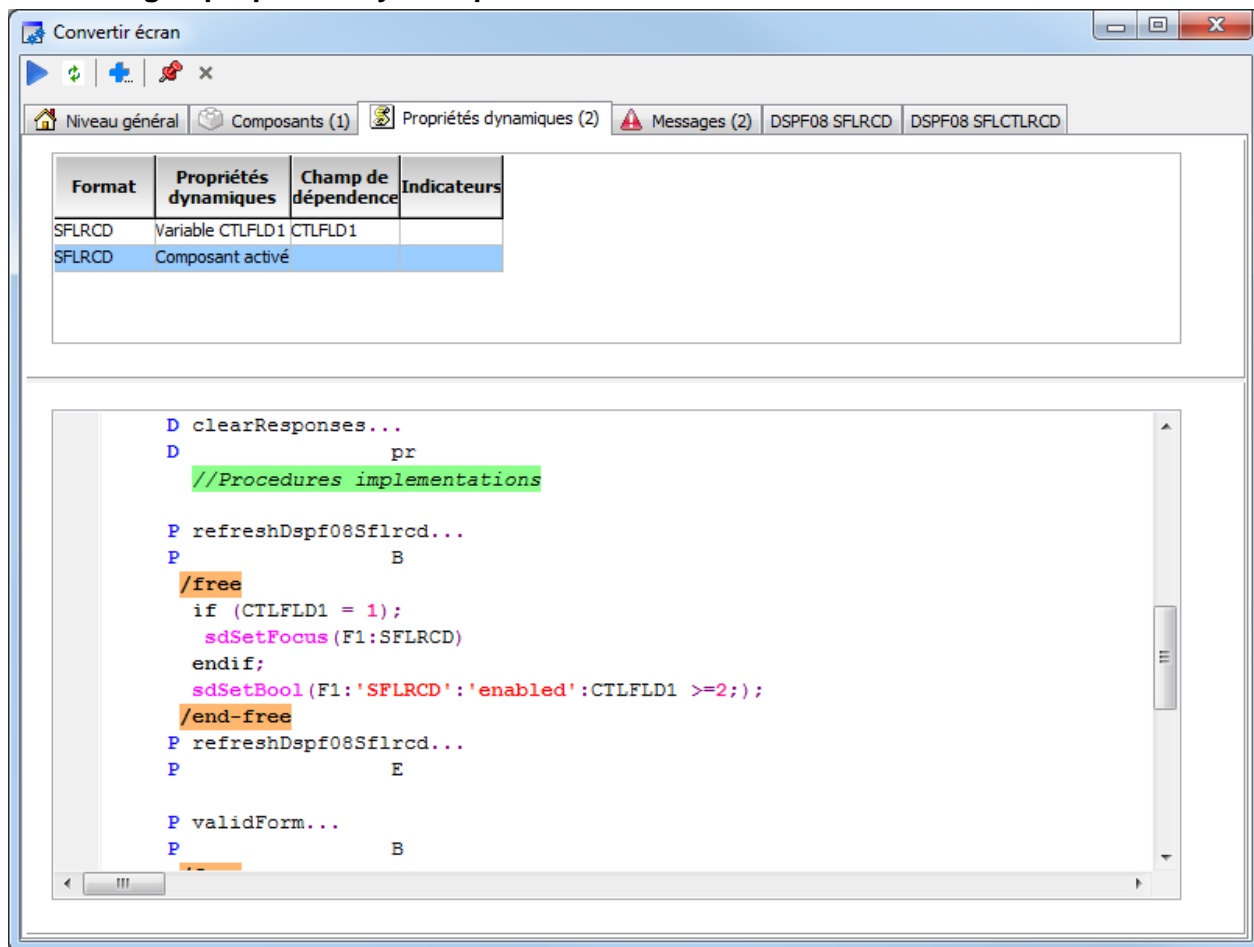 Convertir écran
Niveau général Composants (1) Propriétés dynamiques (2) Messages (2) DSPF08 SFLRCD DSPF08 SFLCTLRCD
Format Propriétés dynamiques Champ de dépendence Indicateurs
SFLRCD Variable CTLFLD1 CTLFLD1
SFLRCD Composant activé
D clearResponses...
D pr
//Procedures implementations
P refreshDspf08Sflrcd...
P B
/free
if (CTLFLD1 = 1);
sdSetFocus(F1:SFLRCD)
endif;
sdSetBool(F1:'SFLRCD':'enabled':CTLFLD1 >=2;);
/end-free
P refreshDspf08Sflrcd...
P E
P validForm...
P B